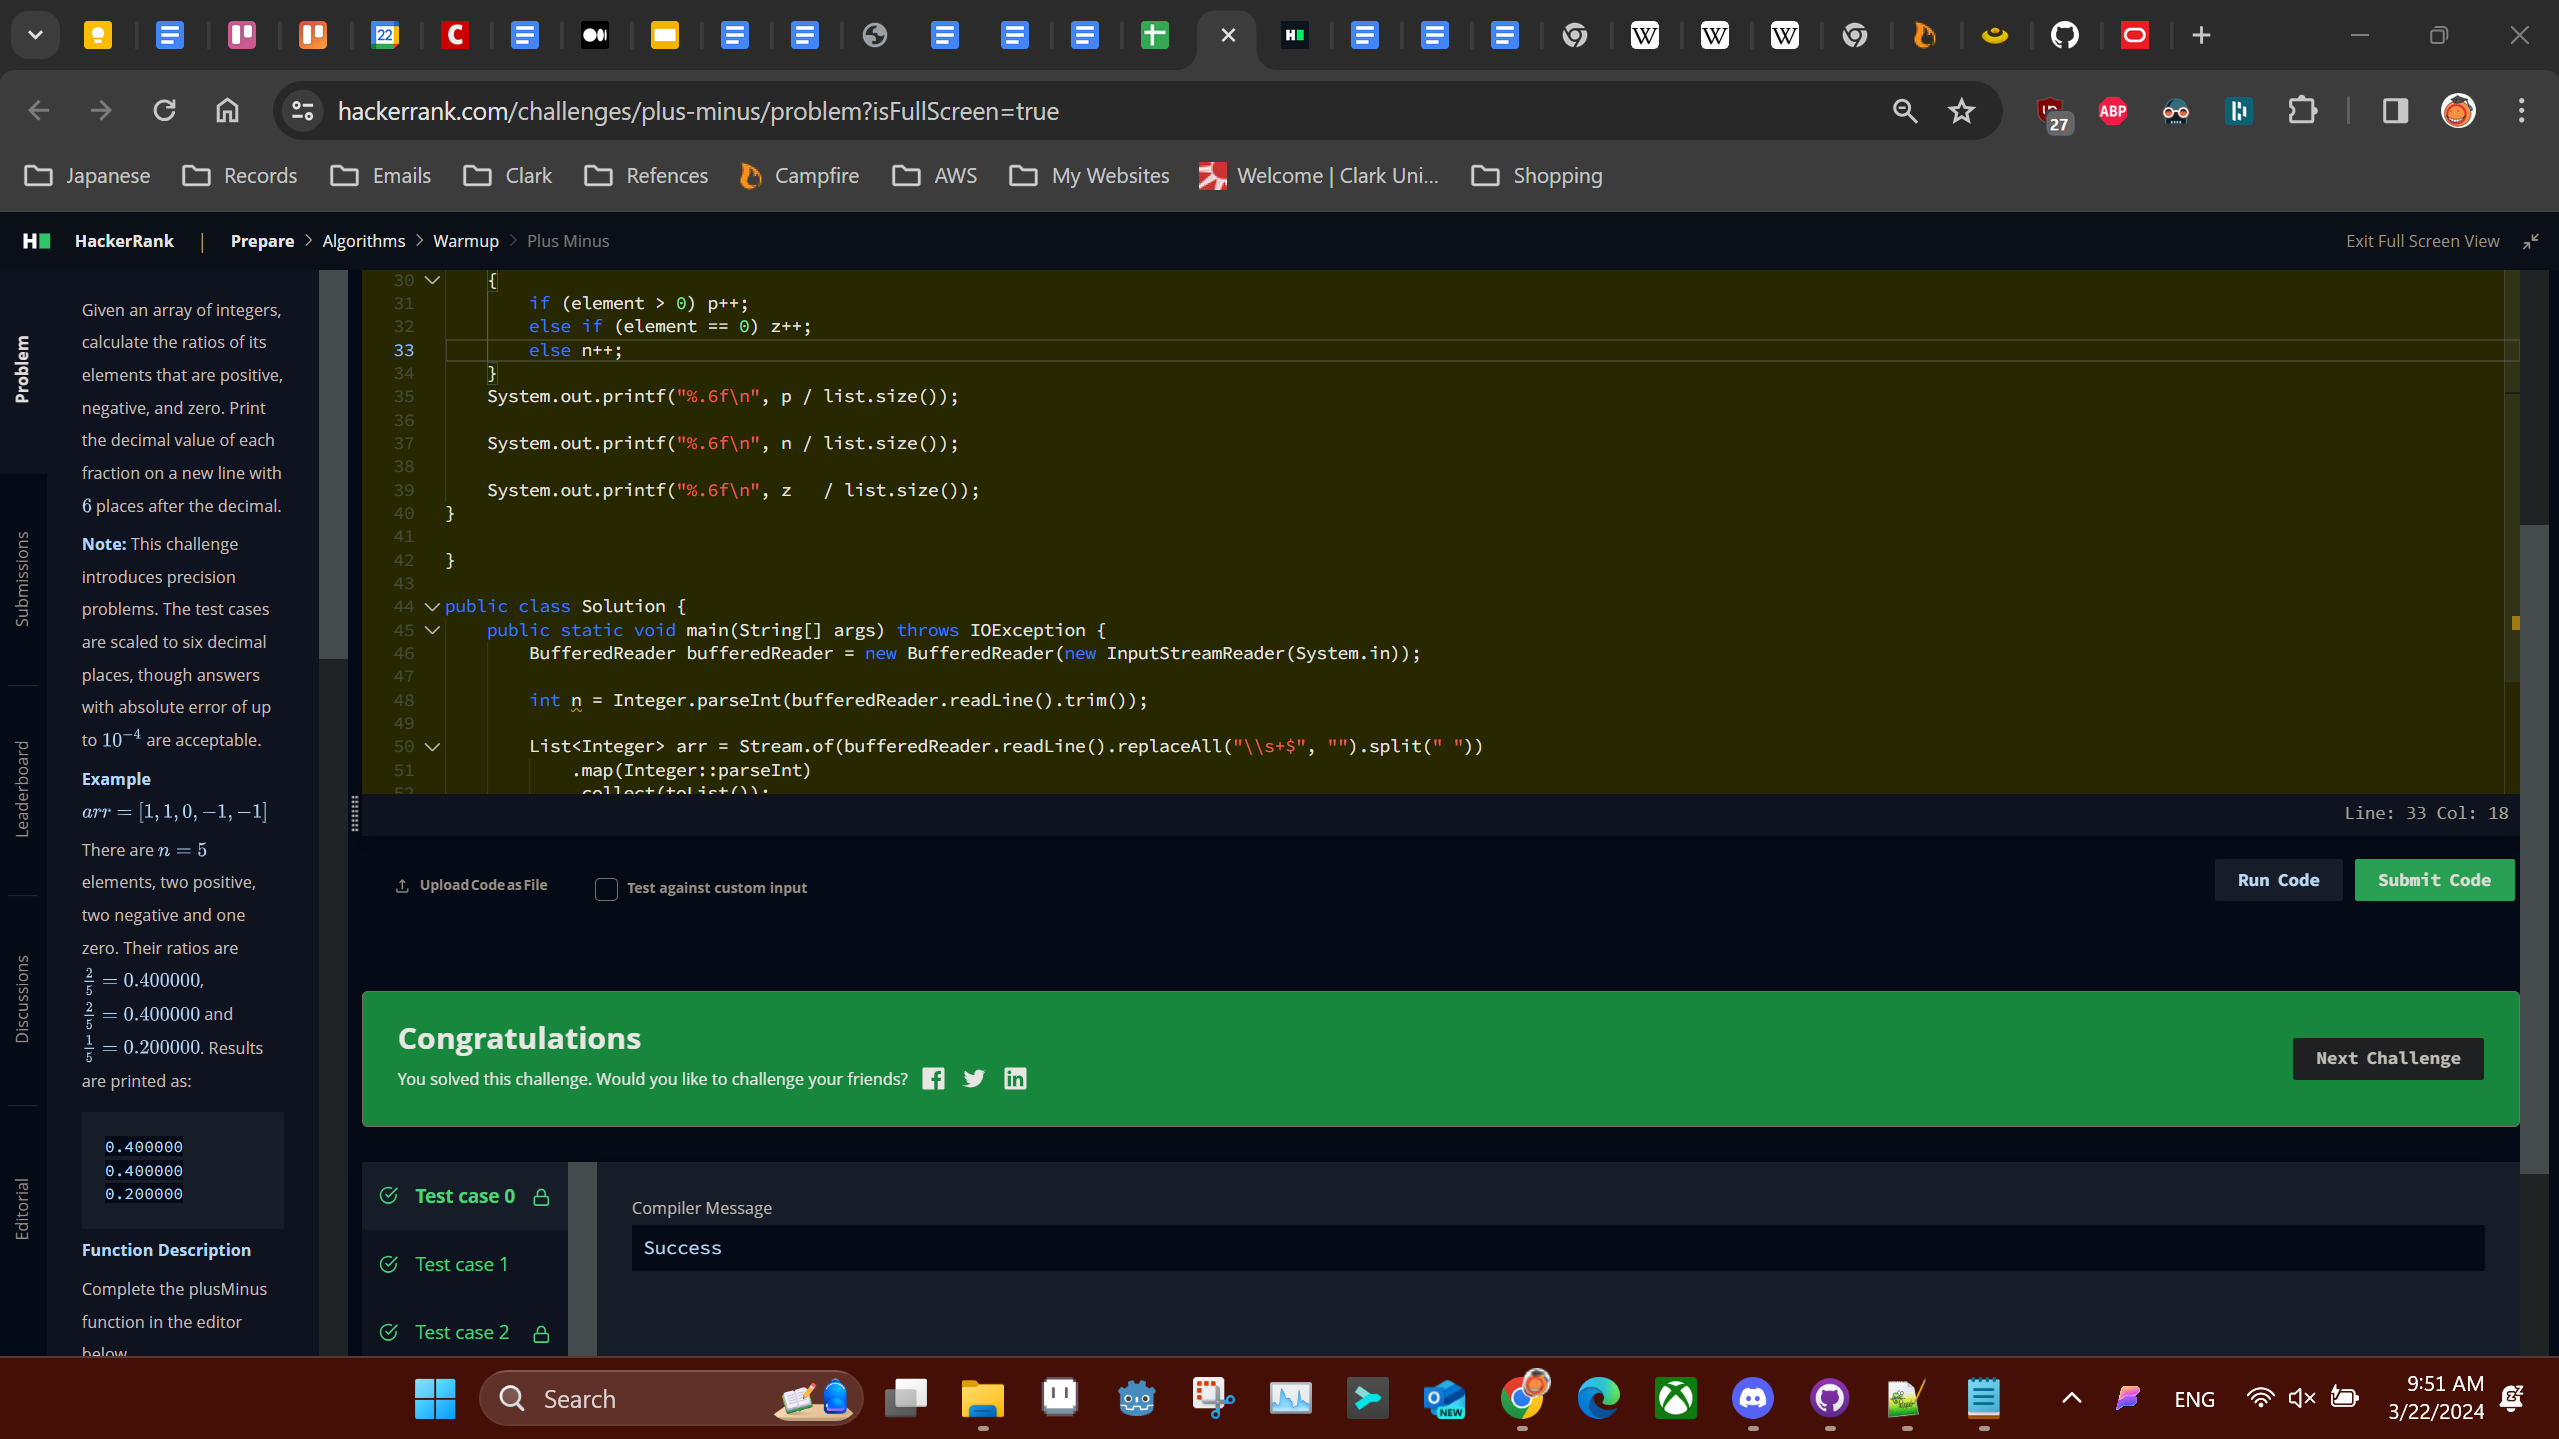 22
hackerrank.com/challenges/plus-minus/problem?isFullScreen=true
27
ABP
Japanese
Records
Emails
Clark
Refences
Campfire
AWS
My Websites
Welcome | Clark Uni...
Shopping
HackerRank | Prepare > Algorithms > Warmup > Plus Minus
Exit Full Screen View
Problem
Submissions
Leaderboard
Discussions
Editorial
Given an array of integers,
calculate the ratios of its
elements that are positive,
negative, and zero. Print
the decimal value of each
fraction on a new line with
6 places after the decimal.
Note: This challenge
introduces precision
problems. The test cases
are scaled to six decimal
places, though answers
with absolute error of up
to 10⁻⁴ are acceptable.
Example
arr = [1, 1, 0, −1, −1]
There are n = 5
elements, two positive,
two negative and one
zero. Their ratios are
2/5 = 0.400000,
2/5 = 0.400000 and
1/5 = 0.200000. Results
are printed as:
0.400000
0.400000
0.200000
Function Description
Complete the plusMinus
function in the editor
below.
30 {
31 if (element > 0) p++;
32 else if (element == 0) z++;
33 else n++;
34 }
35 System.out.printf("%.6f\n", p / list.size());
36
37 System.out.printf("%.6f\n", n / list.size());
38
39 System.out.printf("%.6f\n", z   / list.size());
40 }
41
42 }
43
44 public class Solution {
45 public static void main(String[] args) throws IOException {
46 BufferedReader bufferedReader = new BufferedReader(new InputStreamReader(System.in));
47
48 int n = Integer.parseInt(bufferedReader.readLine().trim());
49
50 List<Integer> arr = Stream.of(bufferedReader.readLine().replaceAll("\\s+$", "").split(" "))
51 .map(Integer::parseInt)
52 .collect(toList());
Line: 33 Col: 18
Upload Code as File
Test against custom input
Run Code
Submit Code
Congratulations
You solved this challenge. Would you like to challenge your friends?
Next Challenge
Test case 0
Test case 1
Test case 2
Compiler Message
Success
Search
NEW
ENG
9:51 AM
3/22/2024